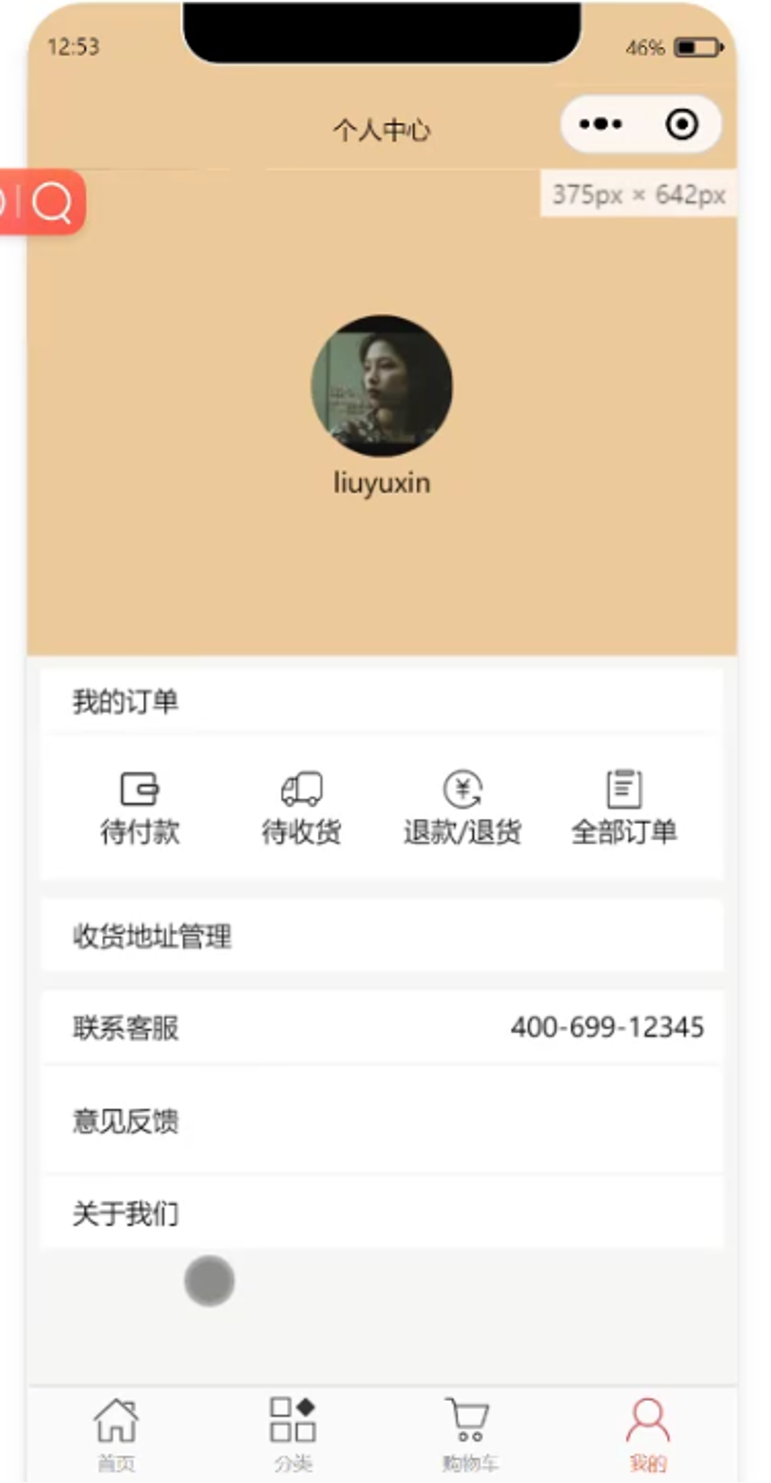 12:53
46%
个人中心
375px × 642px
liuyuxin
我的订单
待付款 待收货 退款/退货 全部订单
收货地址管理
联系客服 400-699-12345
意见反馈
关于我们
首页 分类 购物车 我的